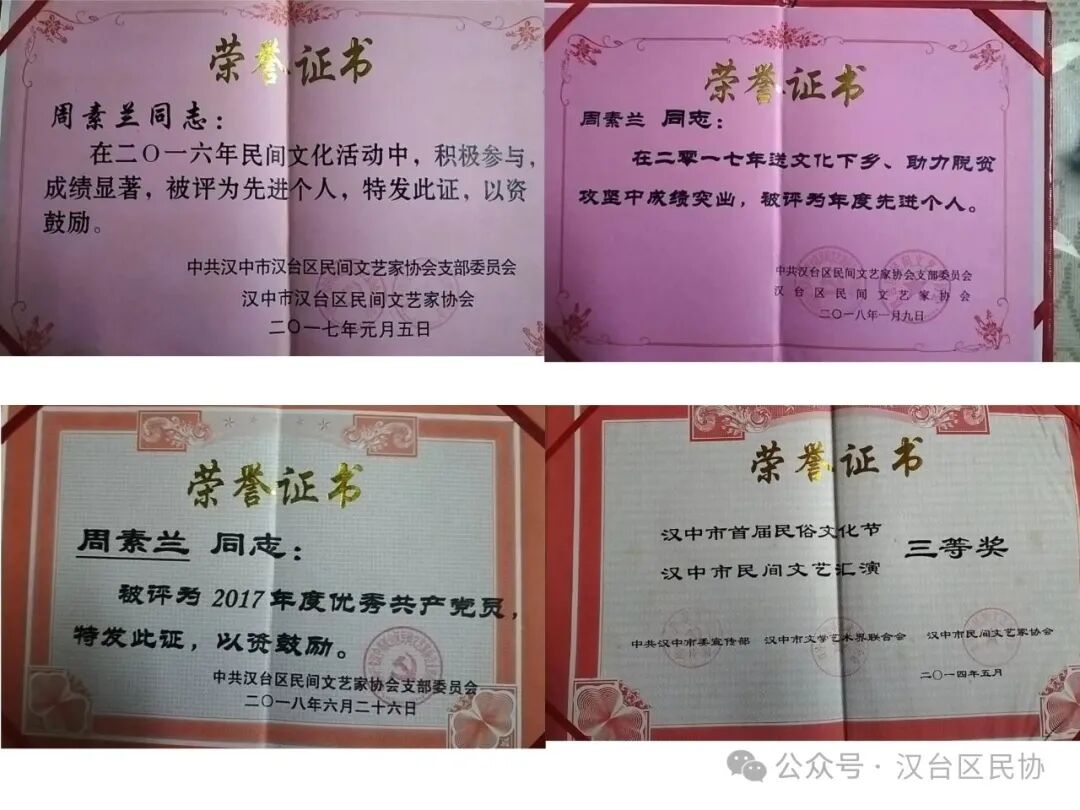 荣誉证书
周素兰同志：
在二〇一六年民间文化活动中，积极参与，
成绩显著，被评为先进个人，特发此证，以资
鼓励。
中共汉中市汉台区民间文艺家协会支部委员会
汉中市汉台区民间文艺家协会
二〇一七年元月五日
荣誉证书
周素兰 同志：
在二零一七年送文化下乡、助力脱贫
攻坚中成绩突出，被评为年度先进个人。
中共汉台区民间文艺家协会支部委员会
汉台区民间文艺家协会
二〇一八年一月九日
荣誉证书
周素兰 同志：
被评为2017年度优秀共产党员，
特发此证，以资鼓励。
中共汉台区民间文艺家协会支部委员会
二〇一八年六月二十六日
荣誉证书
汉中市首届民俗文化节
汉中市民间文艺汇演
三等奖
中共汉中市委宣传部 汉中市文学艺术界联合会 汉中市民间文艺家协会
二〇一四年五月
公众号·汉台区民协